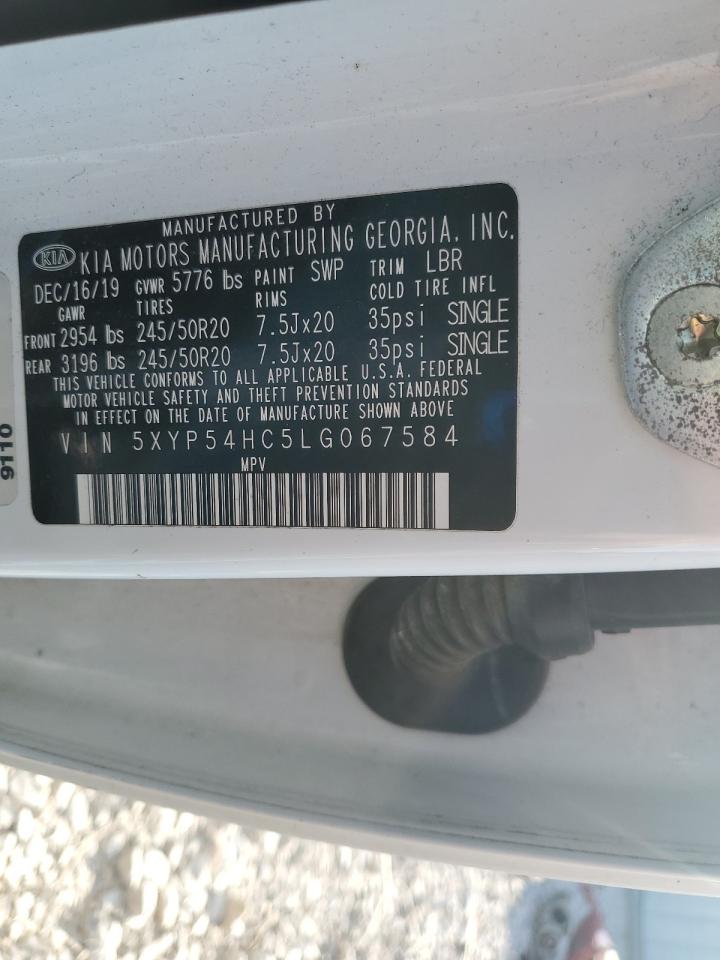 MANUFACTURED BY
KIA KIA MOTORS MANUFACTURING GEORGIA, INC.
DEC/16/19 GVWR 5776 lbs PAINT SWP TRIM LBR
GAWR TIRES RIMS COLD TIRE INFL
FRONT 2954 lbs 245/50R20 7.5Jx20 35psi SINGLE
REAR 3196 lbs 245/50R20 7.5Jx20 35psi SINGLE
THIS VEHICLE CONFORMS TO ALL APPLICABLE U.S.A. FEDERAL
MOTOR VEHICLE SAFETY AND THEFT PREVENTION STANDARDS
IN EFFECT ON THE DATE OF MANUFACTURE SHOWN ABOVE
VIN 5XYP54HC5LG067584
MPV
9110